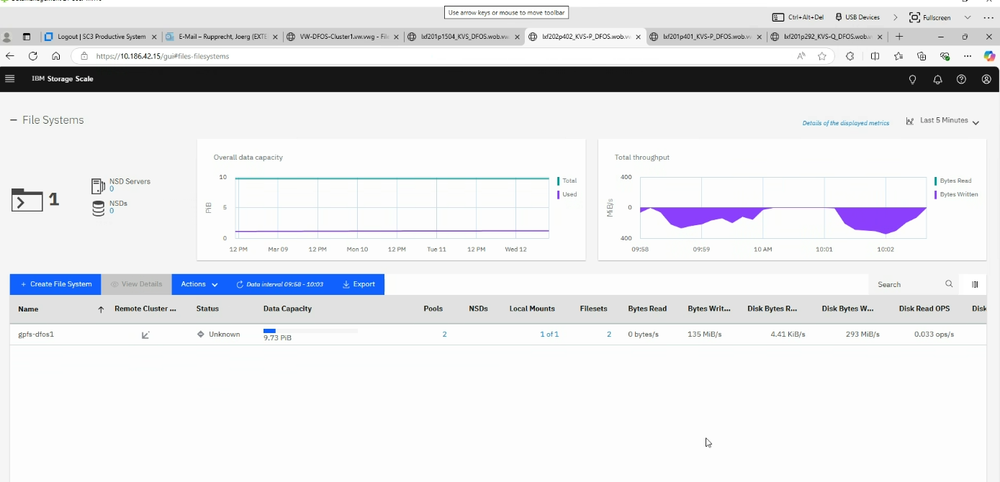 Use arrow keys or mouse to move toolbar
Ctrl+Alt+Del USB Devices Fullscreen
Logout | SC3 Productive System
E-Mail – Rupprecht, Joerg (EXTE
VW-DFOS-Cluster1.vw.vwg - File
lxf201p1504_KVS_DFOS.wob.vw.
lxf202p402_KVS-P_DFOS.wob.vw
lxf201p401_KVS-P_DFOS.wob.vw
lxf201p292_KVS-Q_DFOS.wob.v
https://10.186.42.15/gui#files-filesystems
IBM Storage Scale
File Systems
Details of the displayed metrics
Last 5 Minutes
1
NSD Servers
0
NSDs
0
Overall data capacity
10
5
0
PiB
12 PM Mar 09 12 PM Mon 10 12 PM Tue 11 12 PM Wed 12
Total
Used
Total throughput
400
0
400
MiB/s
09:58 09:59 10 AM 10:01 10:02
Bytes Read
Bytes Written
+ Create File System View Details Actions Data interval 09:58 - 10:03 Export Search
Name Remote Cluster ... Status Data Capacity Pools NSDs Local Mounts Filesets Bytes Read Bytes Writ... Disk Bytes R... Disk Bytes W... Disk Read OPS Disk
gpfs-dfos1 Unknown 9.73 PiB 2 1 of 1 2 0 bytes/s 135 MiB/s 4.41 KiB/s 293 MiB/s 0.033 ops/s